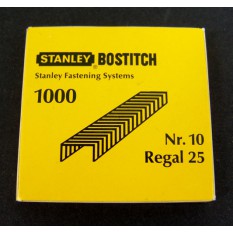 STANLEY® BOSTITCH
Stanley Fastening Systems
1000
Nr. 10
Regal 25